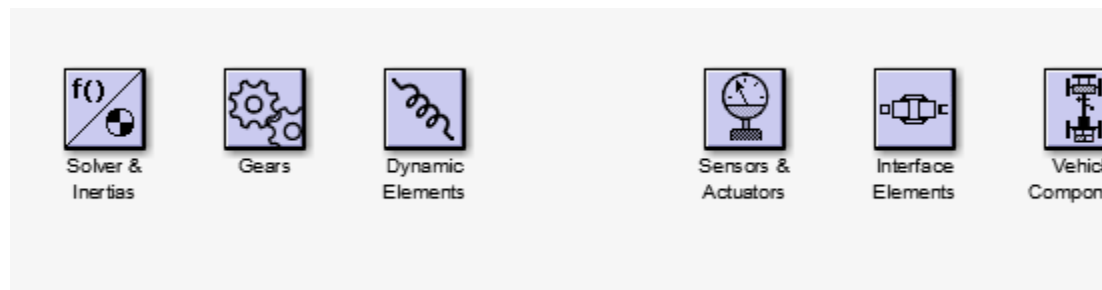 f()
Solver &
Inertias
Gears
Dynamic
Elements
Sensors &
Actuators
Interface
Elements